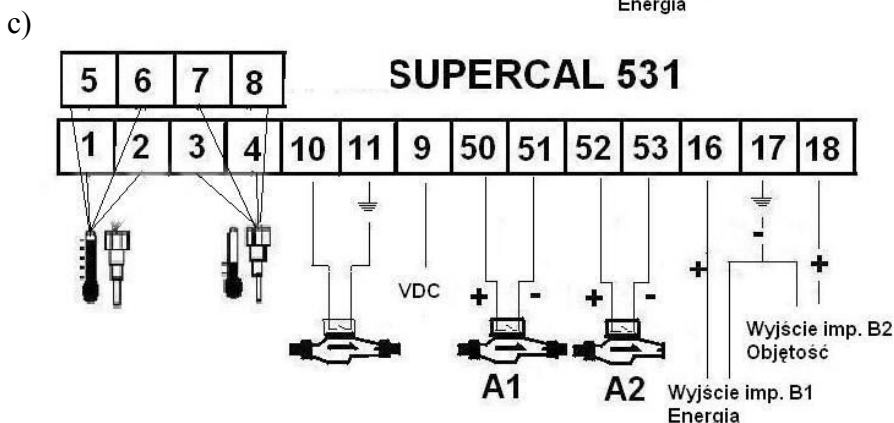 Energia
c)
5 6 7 8 SUPERCAL 531
1 2 3 4 10 11 9 50 51 52 53 16 17 18
-
VDC + - + - + +
Wyjście imp. B2
Objętość
A1 A2 Wyjście imp. B1
Energia